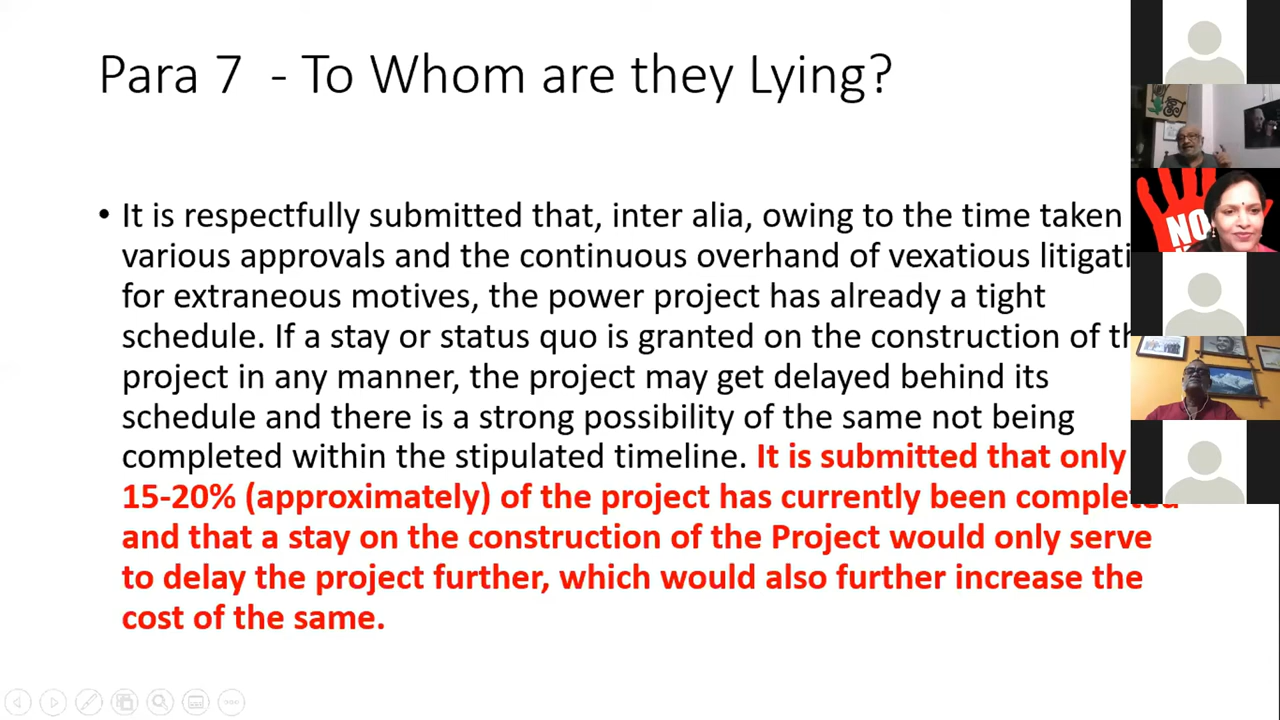 Para 7 - To Whom are they Lying?
• It is respectfully submitted that, inter alia, owing to the time taken
various approvals and the continuous overhand of vexatious
for extraneous motives, the power project has already a tight
schedule. If a stay or status quo is granted on the construction of
project in any manner, the project may get delayed behind its
schedule and there is a strong possibility of the same not being
completed within the stipulated timeline. It is submitted that only
15-20% (approximately) of the project has currently been completed
and that a stay on the construction of the Project would only serve
to delay the project further, which would also further increase the
cost of the same.
NO